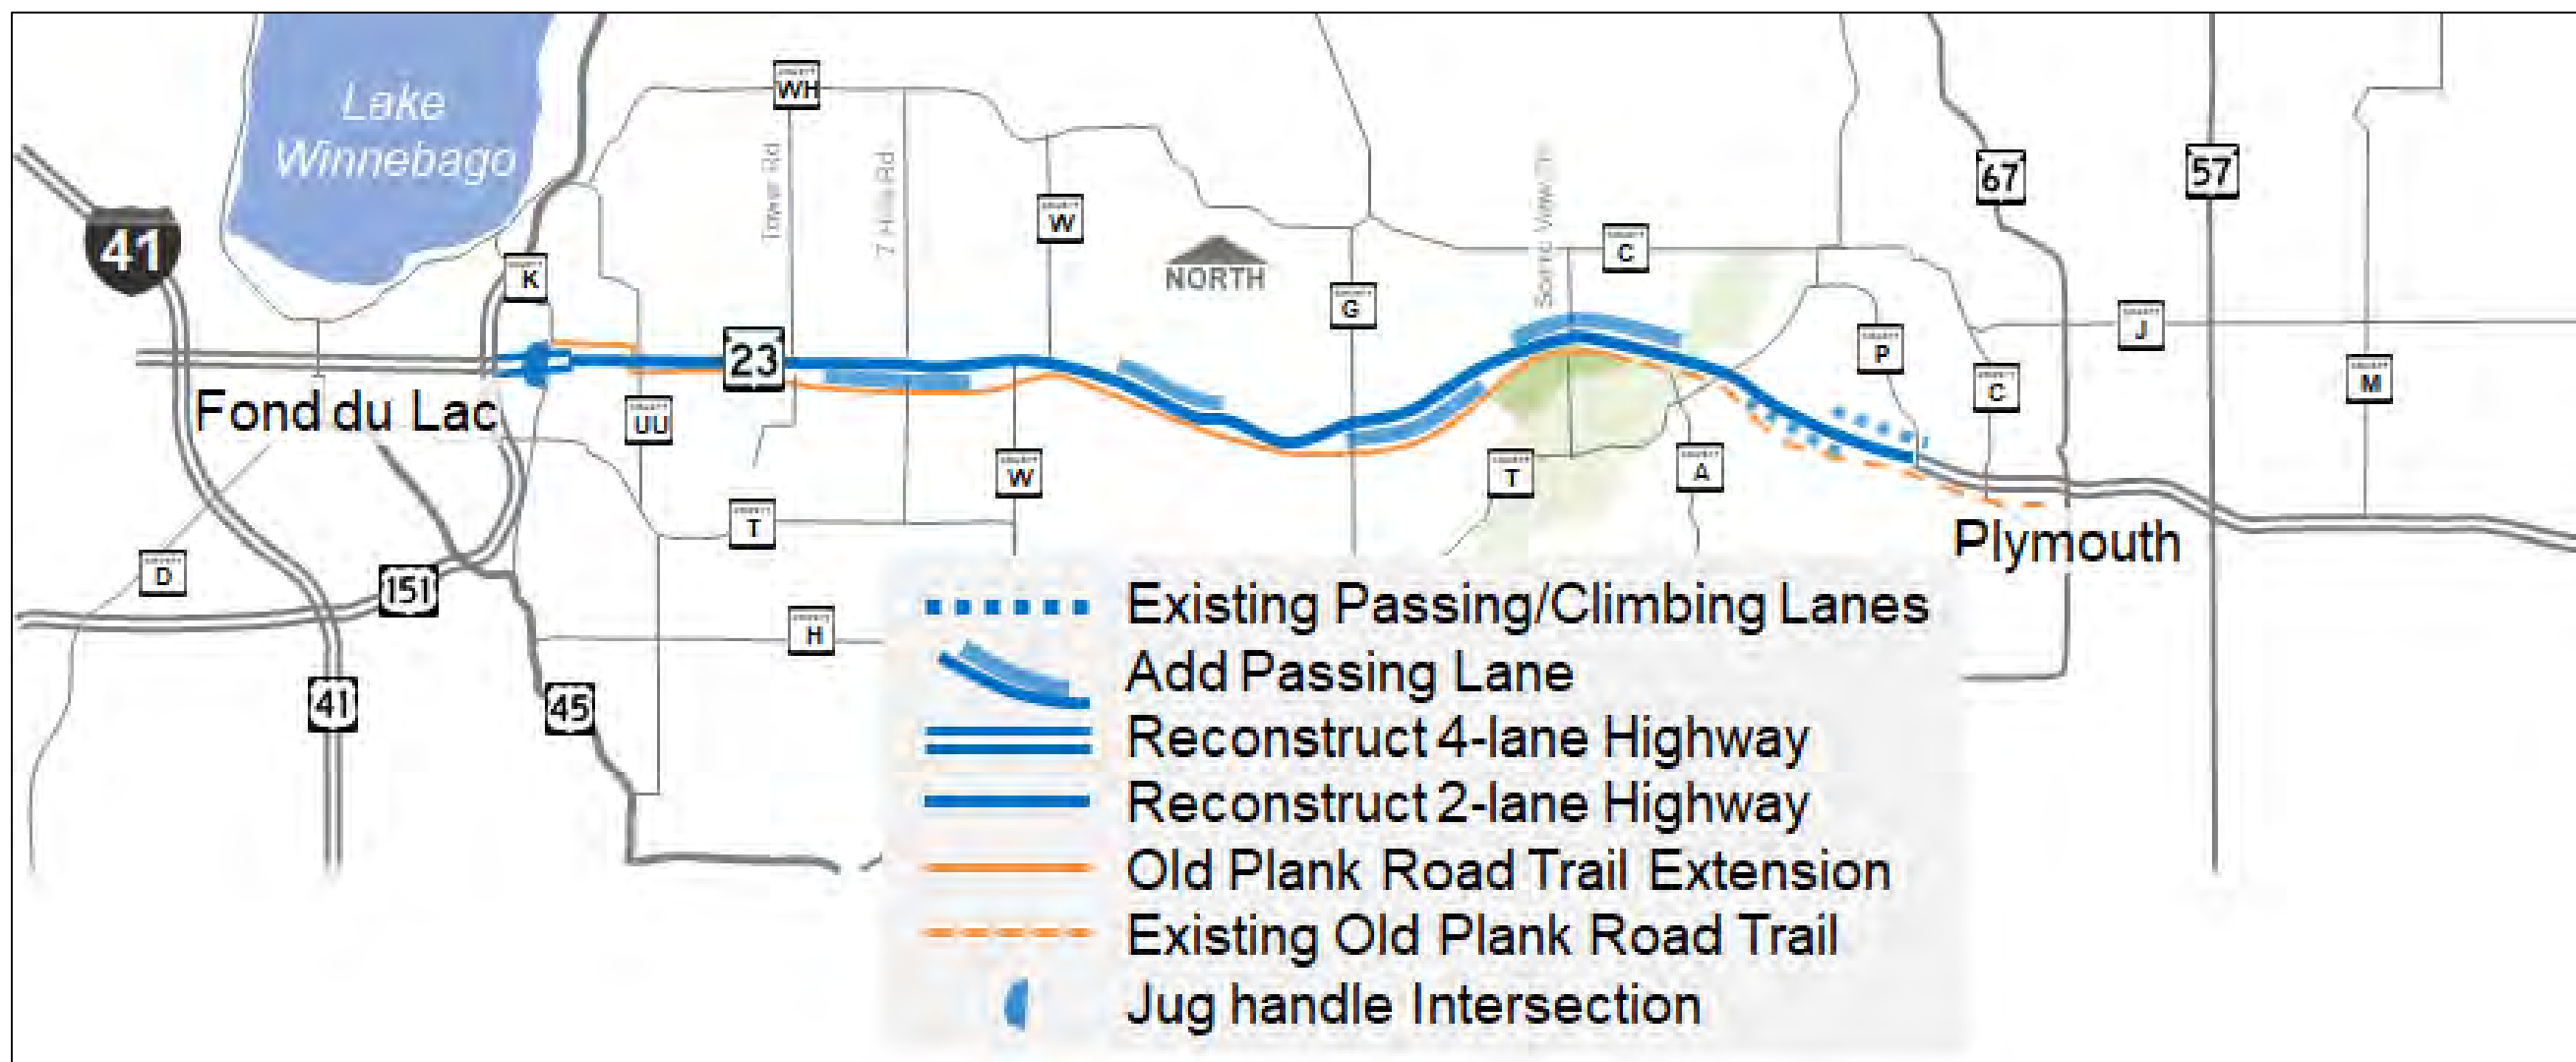 Lake
Winnebago
WH
67
57
Tower Rd
7 Hills Rd
W
41
C
K
NORTH
G
J
23
P
C
M
Fond du Lac
UU
W
T
A
T
Plymouth
D
151
H
41
45
Existing Passing/Climbing Lanes
Add Passing Lane
Reconstruct 4-lane Highway
Reconstruct 2-lane Highway
Old Plank Road Trail Extension
Existing Old Plank Road Trail
Jug handle Intersection